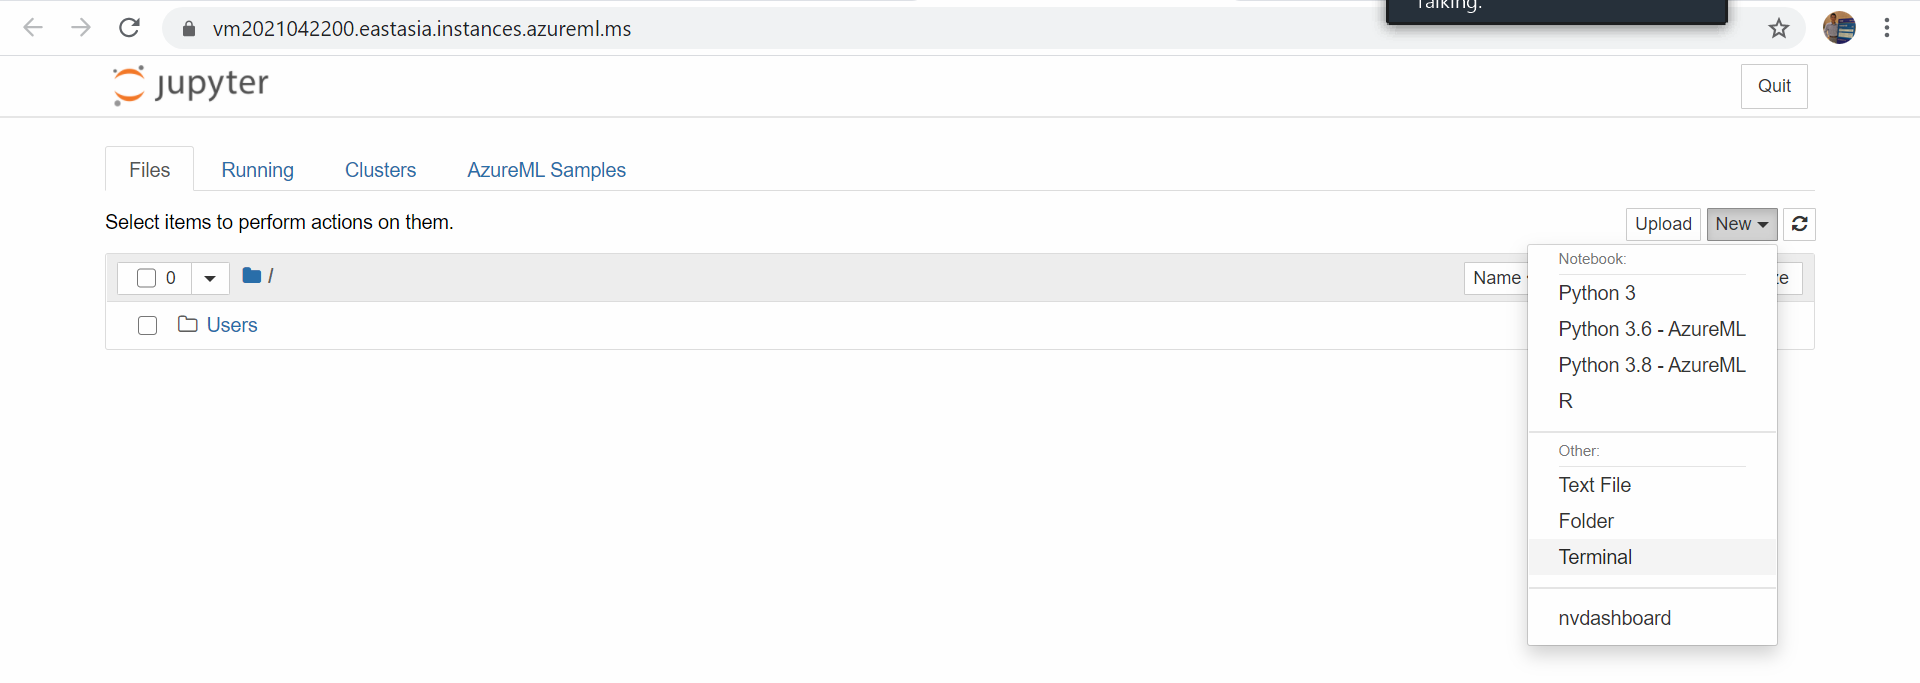 Talking:
vm2021042200.eastasia.instances.azureml.ms
jupyter
Quit
Files Running Clusters AzureML Samples
Select items to perform actions on them.
Upload New
0 /
Name
Notebook:
Python 3
Python 3.6 - AzureML
Python 3.8 - AzureML
R
Other:
Text File
Folder
Terminal
nvdashboard
Users